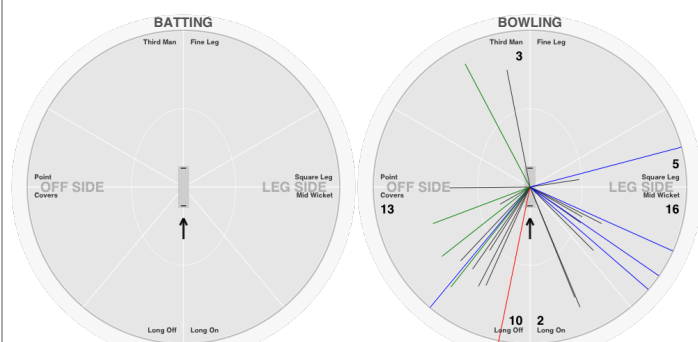 BATTING
Third Man Fine Leg
Point
Covers
OFF SIDE
Square Leg
Mid Wicket
LEG SIDE
Long Off Long On
BOWLING
Third Man Fine Leg
3
5
Point
Covers
OFF SIDE
13
Square Leg
Mid Wicket
LEG SIDE
16
10 2
Long Off Long On